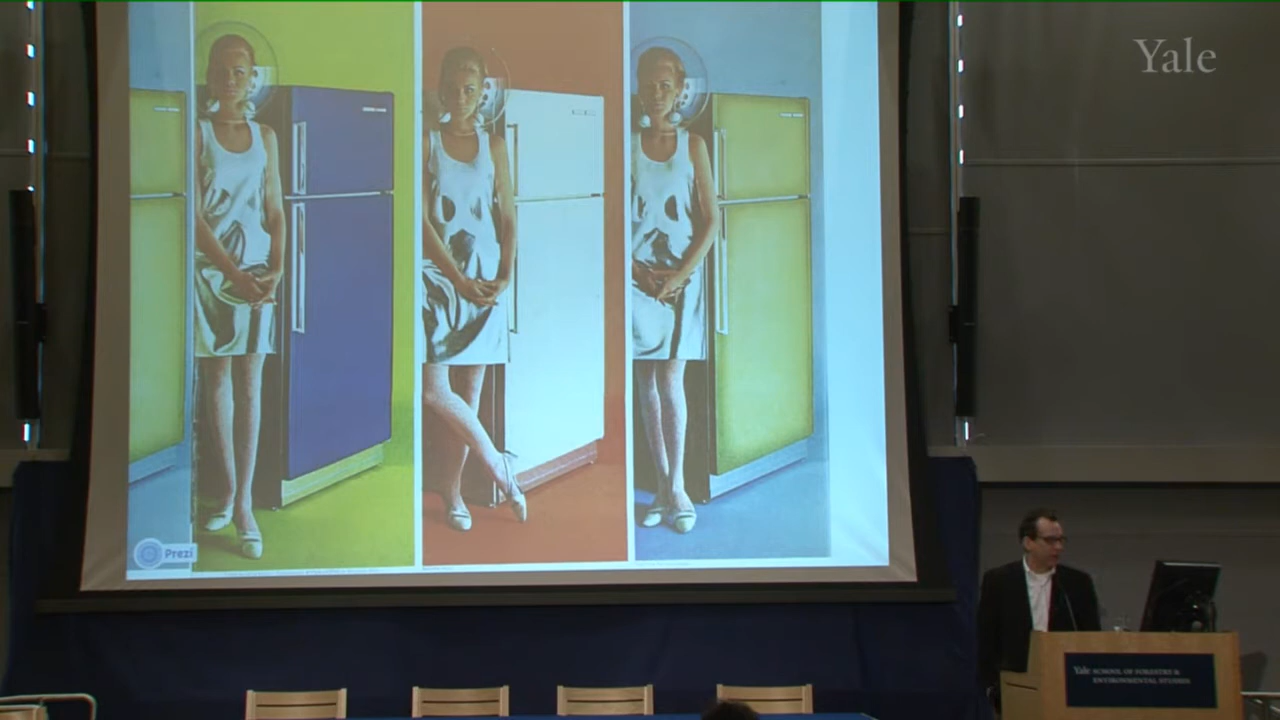 Yale
Prezi
Yale SCHOOL OF FORESTRY &
ENVIRONMENTAL STUDIES